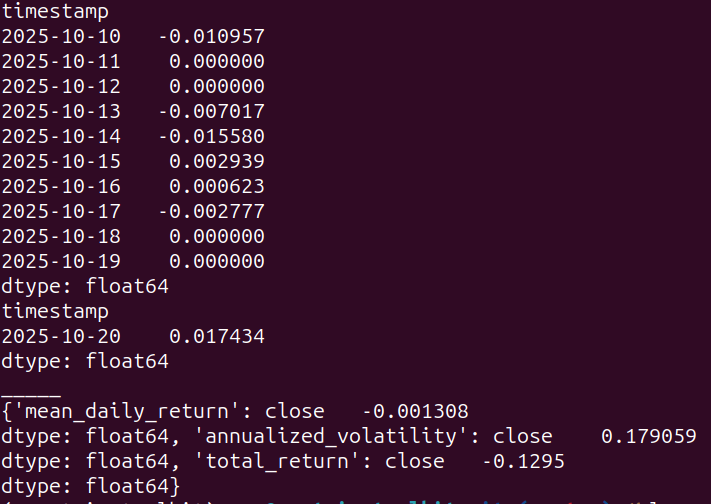 timestamp
2025-10-10   -0.010957
2025-10-11    0.000000
2025-10-12    0.000000
2025-10-13   -0.007017
2025-10-14   -0.015580
2025-10-15    0.002939
2025-10-16    0.000623
2025-10-17   -0.002777
2025-10-18    0.000000
2025-10-19    0.000000
dtype: float64
timestamp
2025-10-20    0.017434
dtype: float64
_____
{'mean_daily_return': close   -0.001308
dtype: float64, 'annualized_volatility': close    0.179059
dtype: float64, 'total_return': close   -0.1295
dtype: float64}